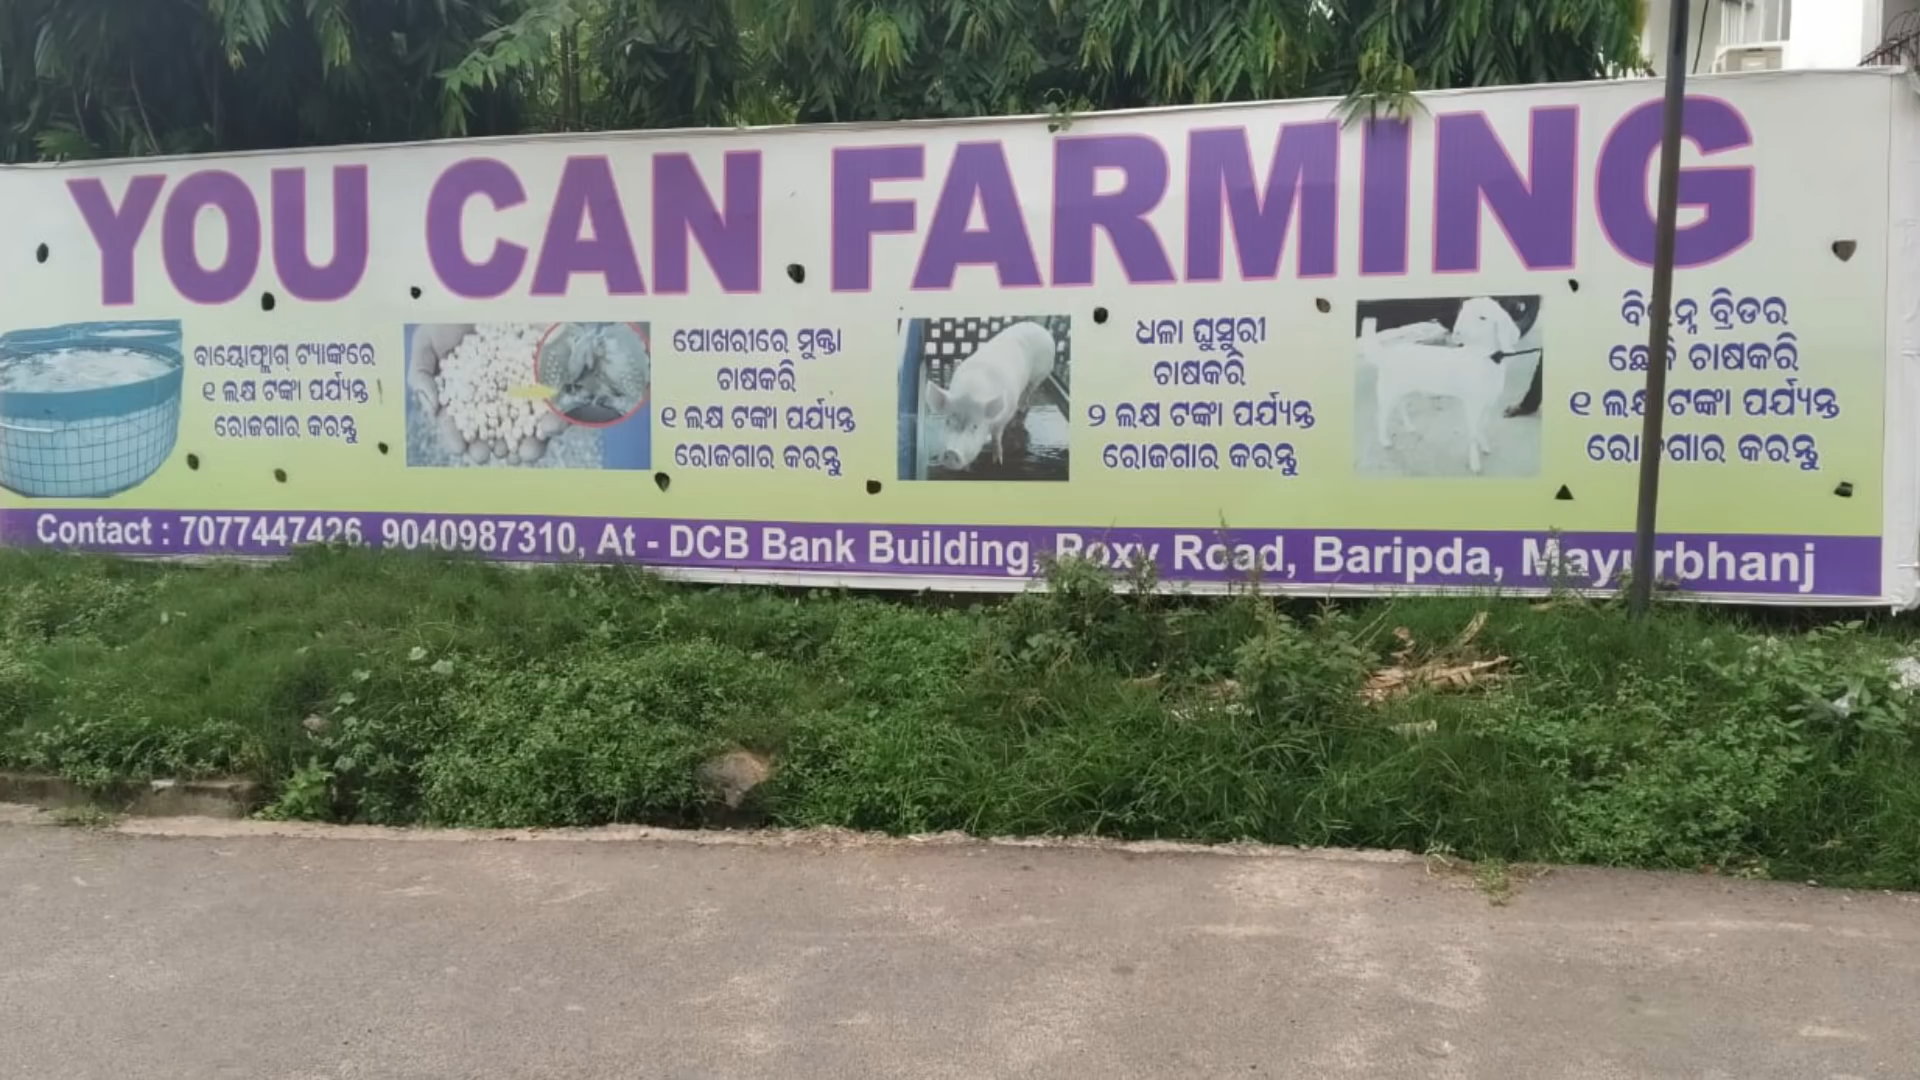 YOU CAN FARMING
ବାୟୋଫ୍ଲାଗ୍ ଟ୍ୟାଙ୍କରେ
୧ ଲକ୍ଷ ଟଙ୍କା ପର୍ଯ୍ୟନ୍ତ
ରୋଜଗାର କରନ୍ତୁ
ପୋଖରୀରେ ମୁକ୍ତା
ଚାଷକରି
୧ ଲକ୍ଷ ଟଙ୍କା ପର୍ଯ୍ୟନ୍ତ
ରୋଜଗାର କରନ୍ତୁ
ଧଳା ଘୁସୁରୀ
ଚାଷକରି
୨ ଲକ୍ଷ ଟଙ୍କା ପର୍ଯ୍ୟନ୍ତ
ରୋଜଗାର କରନ୍ତୁ
ବିଭିନ୍ନ ବ୍ରିଡର
ଛେଳି ଚାଷକରି
୧ ଲକ୍ଷ ଟଙ୍କା ପର୍ଯ୍ୟନ୍ତ
ରୋଜଗାର କରନ୍ତୁ
Contact : 7077447426, 9040987310, At - DCB Bank Building, Roxy Road, Baripda, Mayurbhanj